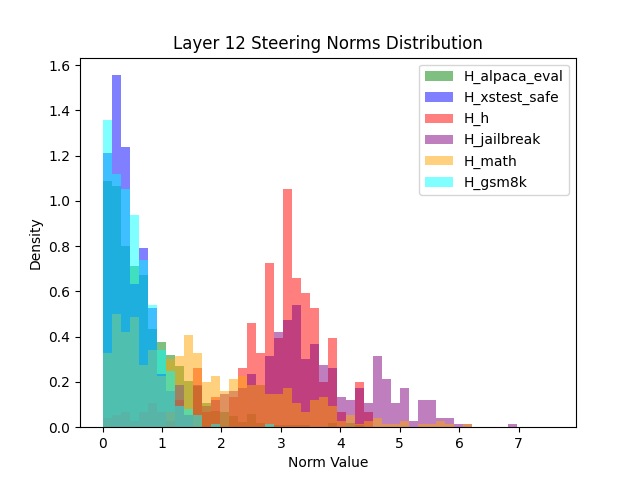 Layer 12 Steering Norms Distribution
H_alpaca_eval
H_xstest_safe
H_h
H_jailbreak
H_math
H_gsm8k
Density
1.6
1.4
1.2
1.0
0.8
0.6
0.4
0.2
0.0
0 1 2 3 4 5 6 7
Norm Value